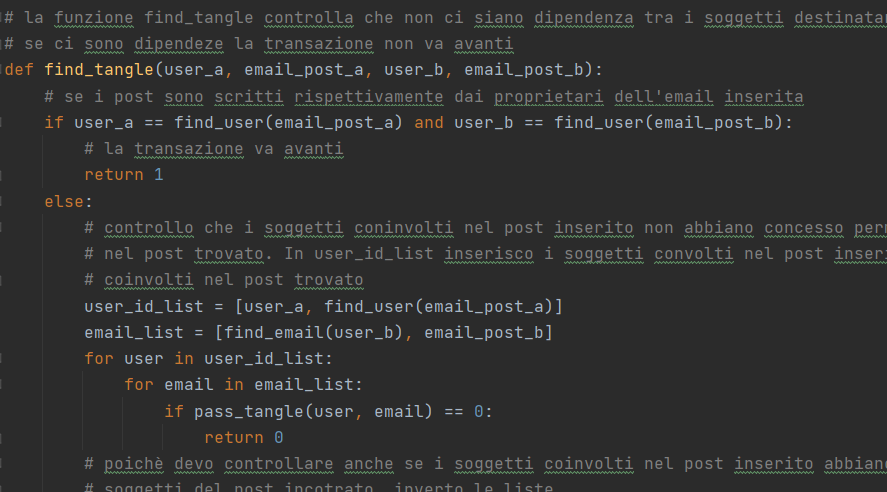 # la funzione find_tangle controlla che non ci siano dipendenza tra i soggetti
# se ci sono dipendeze la transazione non va avanti
def find_tangle(user_a, email_post_a, user_b, email_post_b):
# se i post sono scritti rispettivamente dai proprietari dell'email inserita
if user_a == find_user(email_post_a) and user_b == find_user(email_post_b):
# la transazione va avanti
return 1
else:
# controllo che i soggetti coninvolti nel post inserito non abbiano concesso
# nel post trovato. In user_id_list inserisco i soggetti convolti nel post
# coinvolti nel post trovato
user_id_list = [user_a, find_user(email_post_a)]
email_list = [find_email(user_b), email_post_b]
for user in user_id_list:
for email in email_list:
if pass_tangle(user, email) == 0:
return 0
# poichè devo controllare anche se i soggetti coinvolti nel post inserito
# soggetti del post incotrato, inverto le liste